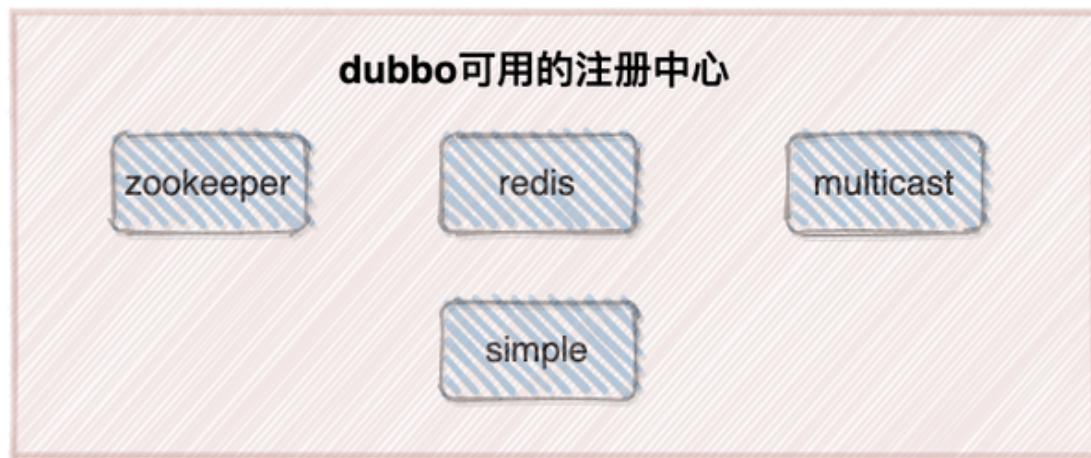 dubbo可用的注册中心
zookeeper
redis
multicast
simple